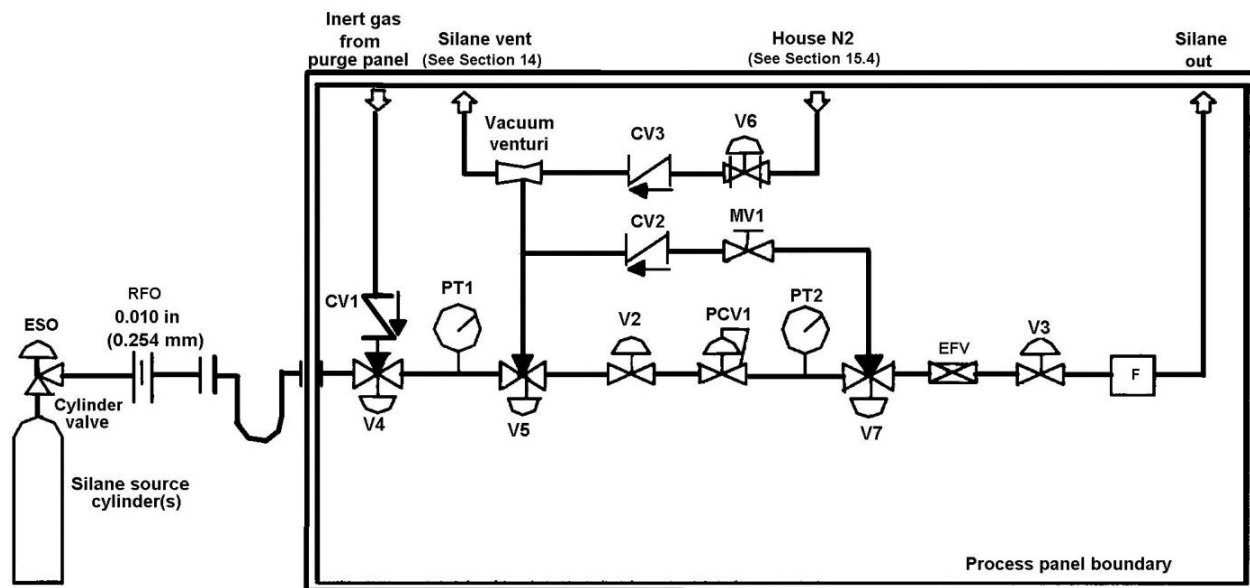 Inert gas
from
purge panel
Silane vent
(See Section 14)
House N2
(See Section 15.4)
Silane
out
Vacuum
venturi
CV3
V6
CV2
MV1
CV1
PT1
V2
PCV1
PT2
EFV
V3
F
RFO
0.010 in
(0.254 mm)
ESO
Cylinder
valve
V4
V5
V7
Silane source
cylinder(s)
Process panel boundary